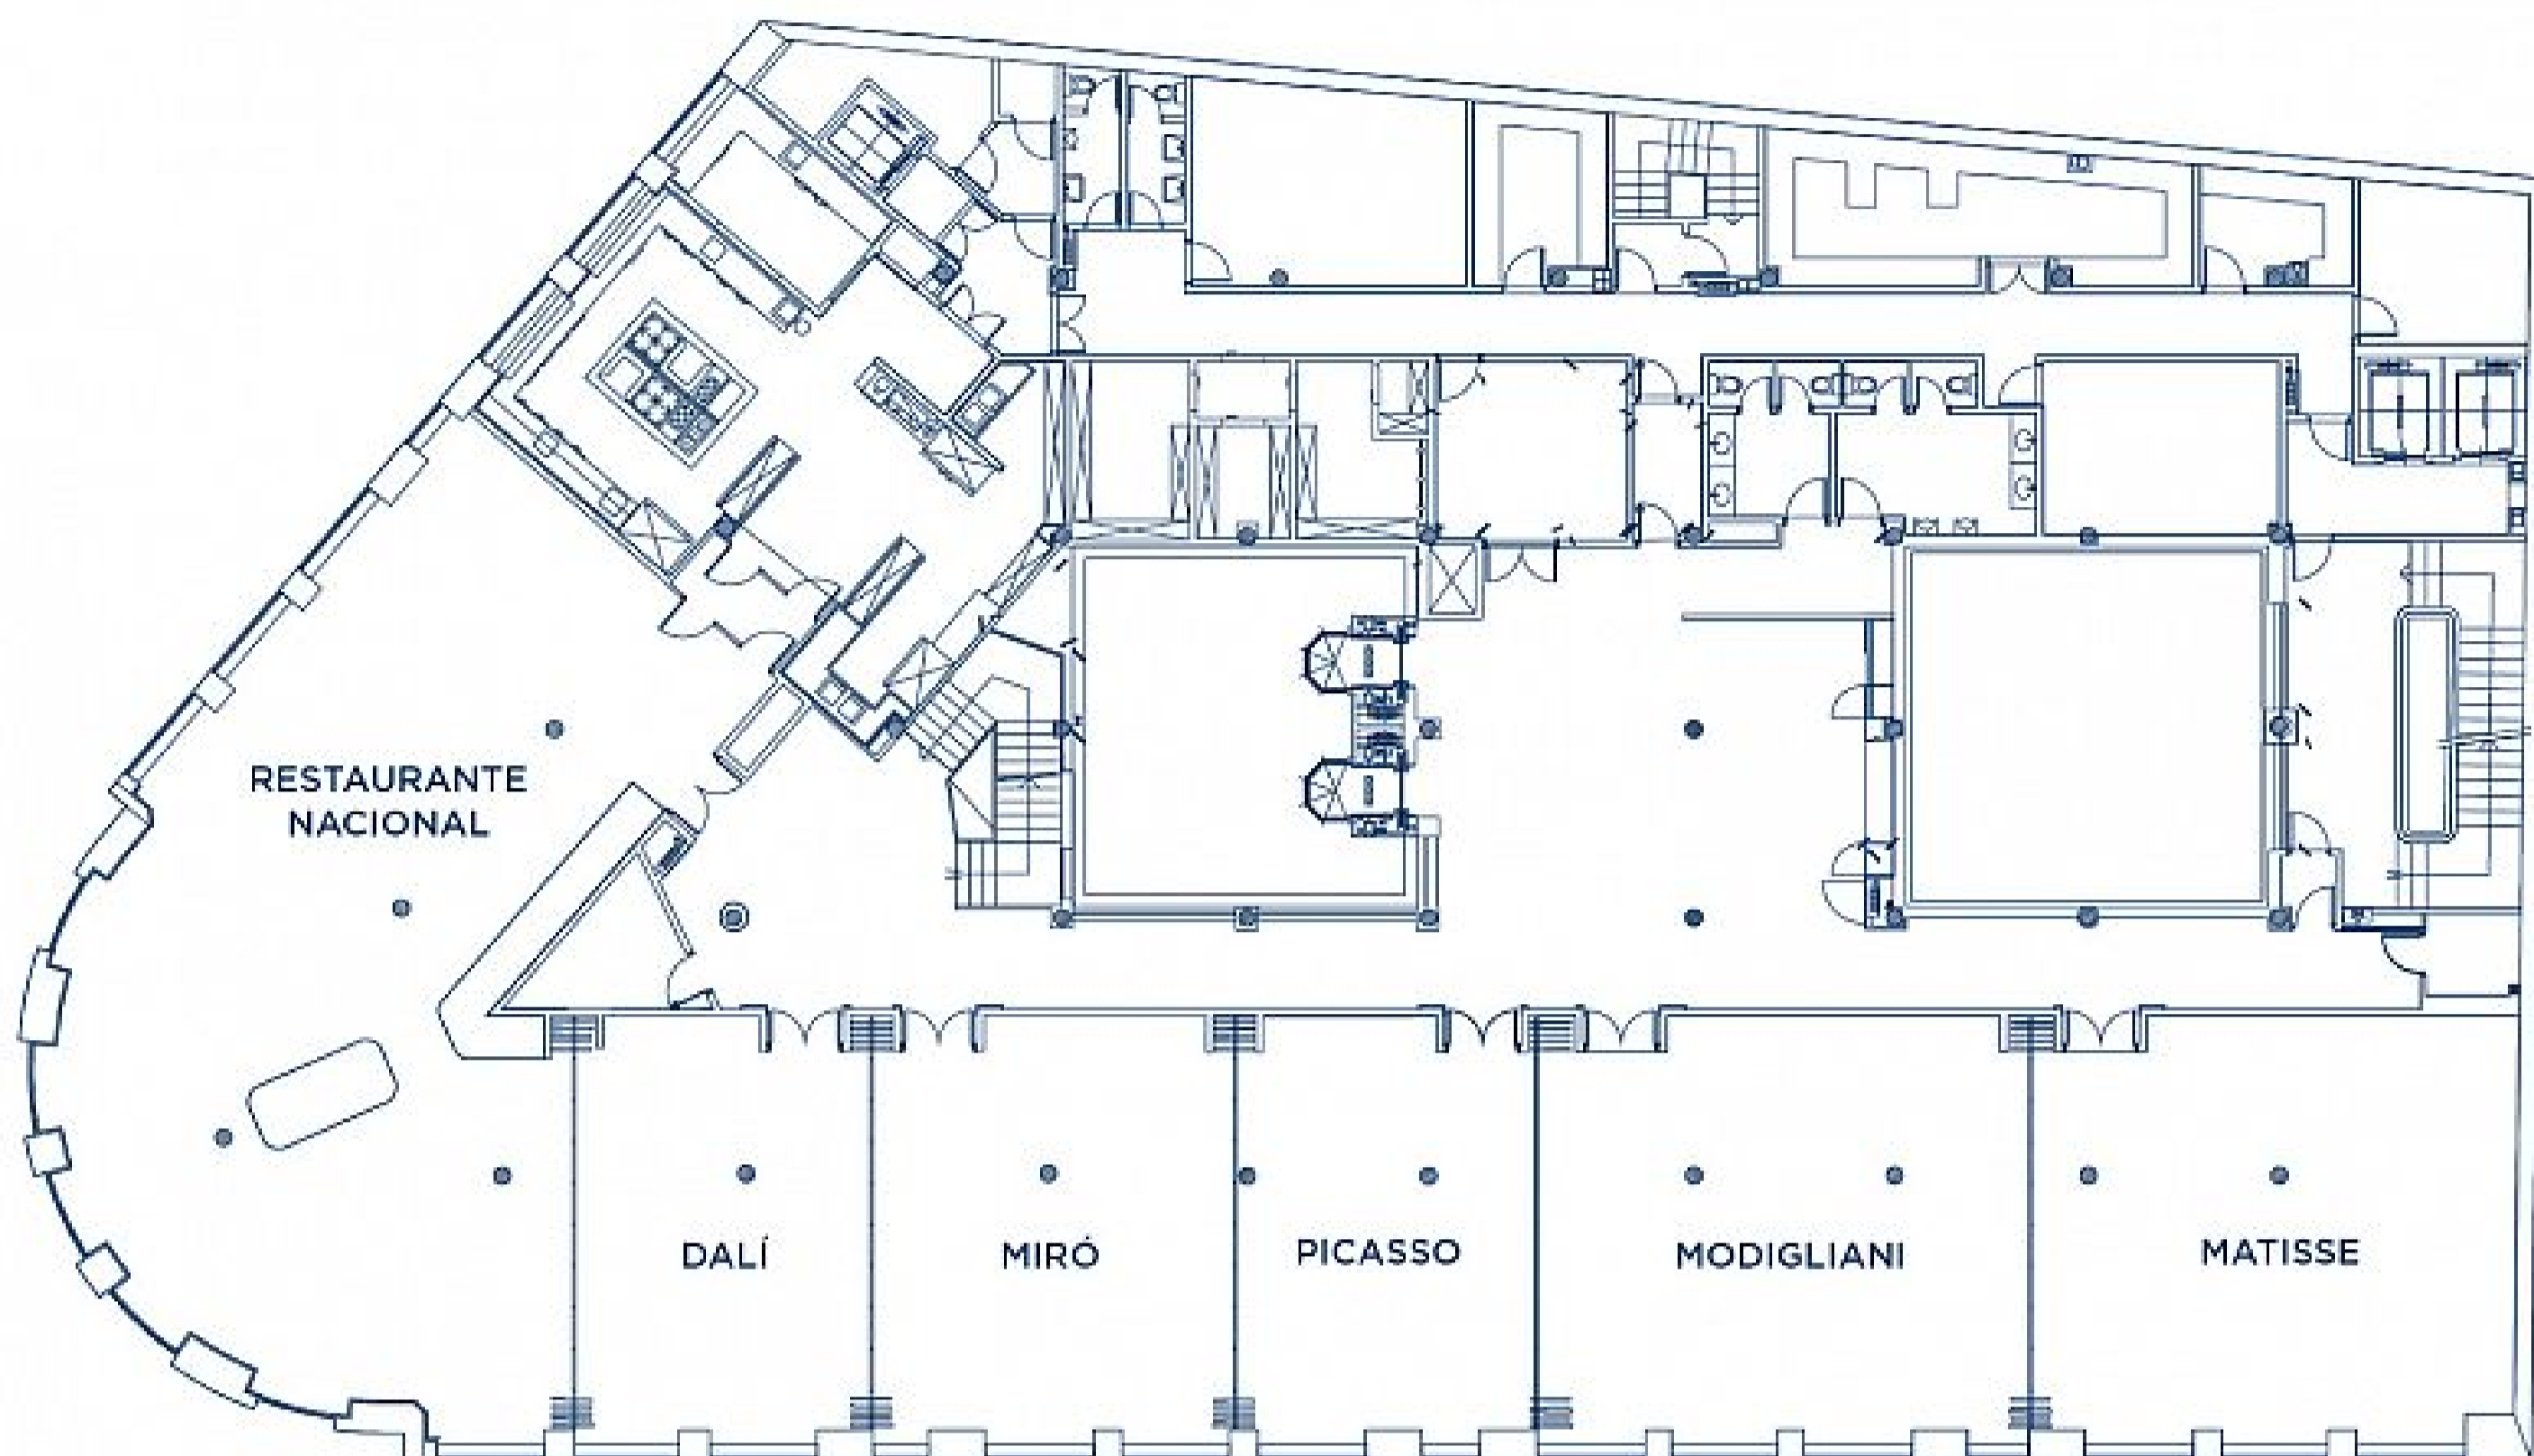 RESTAURANTE
NACIONAL
DALÍ
MIRÓ
PICASSO
MODIGLIANI
MATISSE